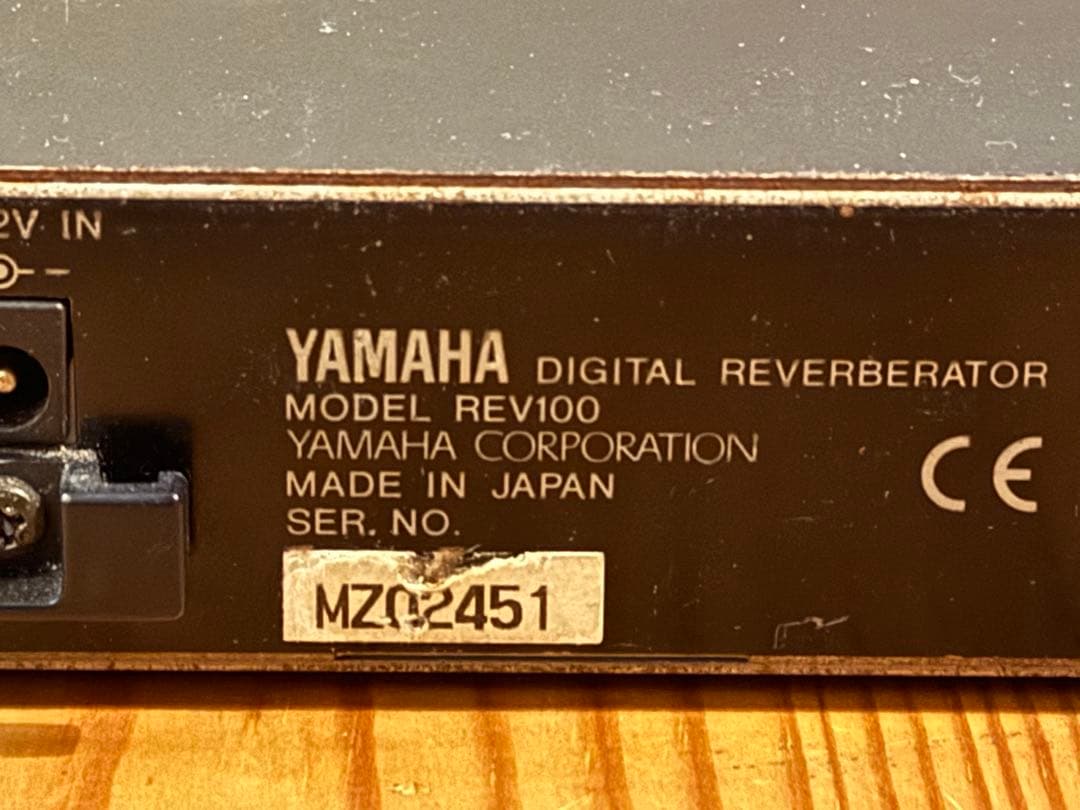 2V IN
YAMAHA DIGITAL REVERBERATOR
MODEL REV100
YAMAHA CORPORATION
MADE IN JAPAN
SER. NO.
CE
MZ02451